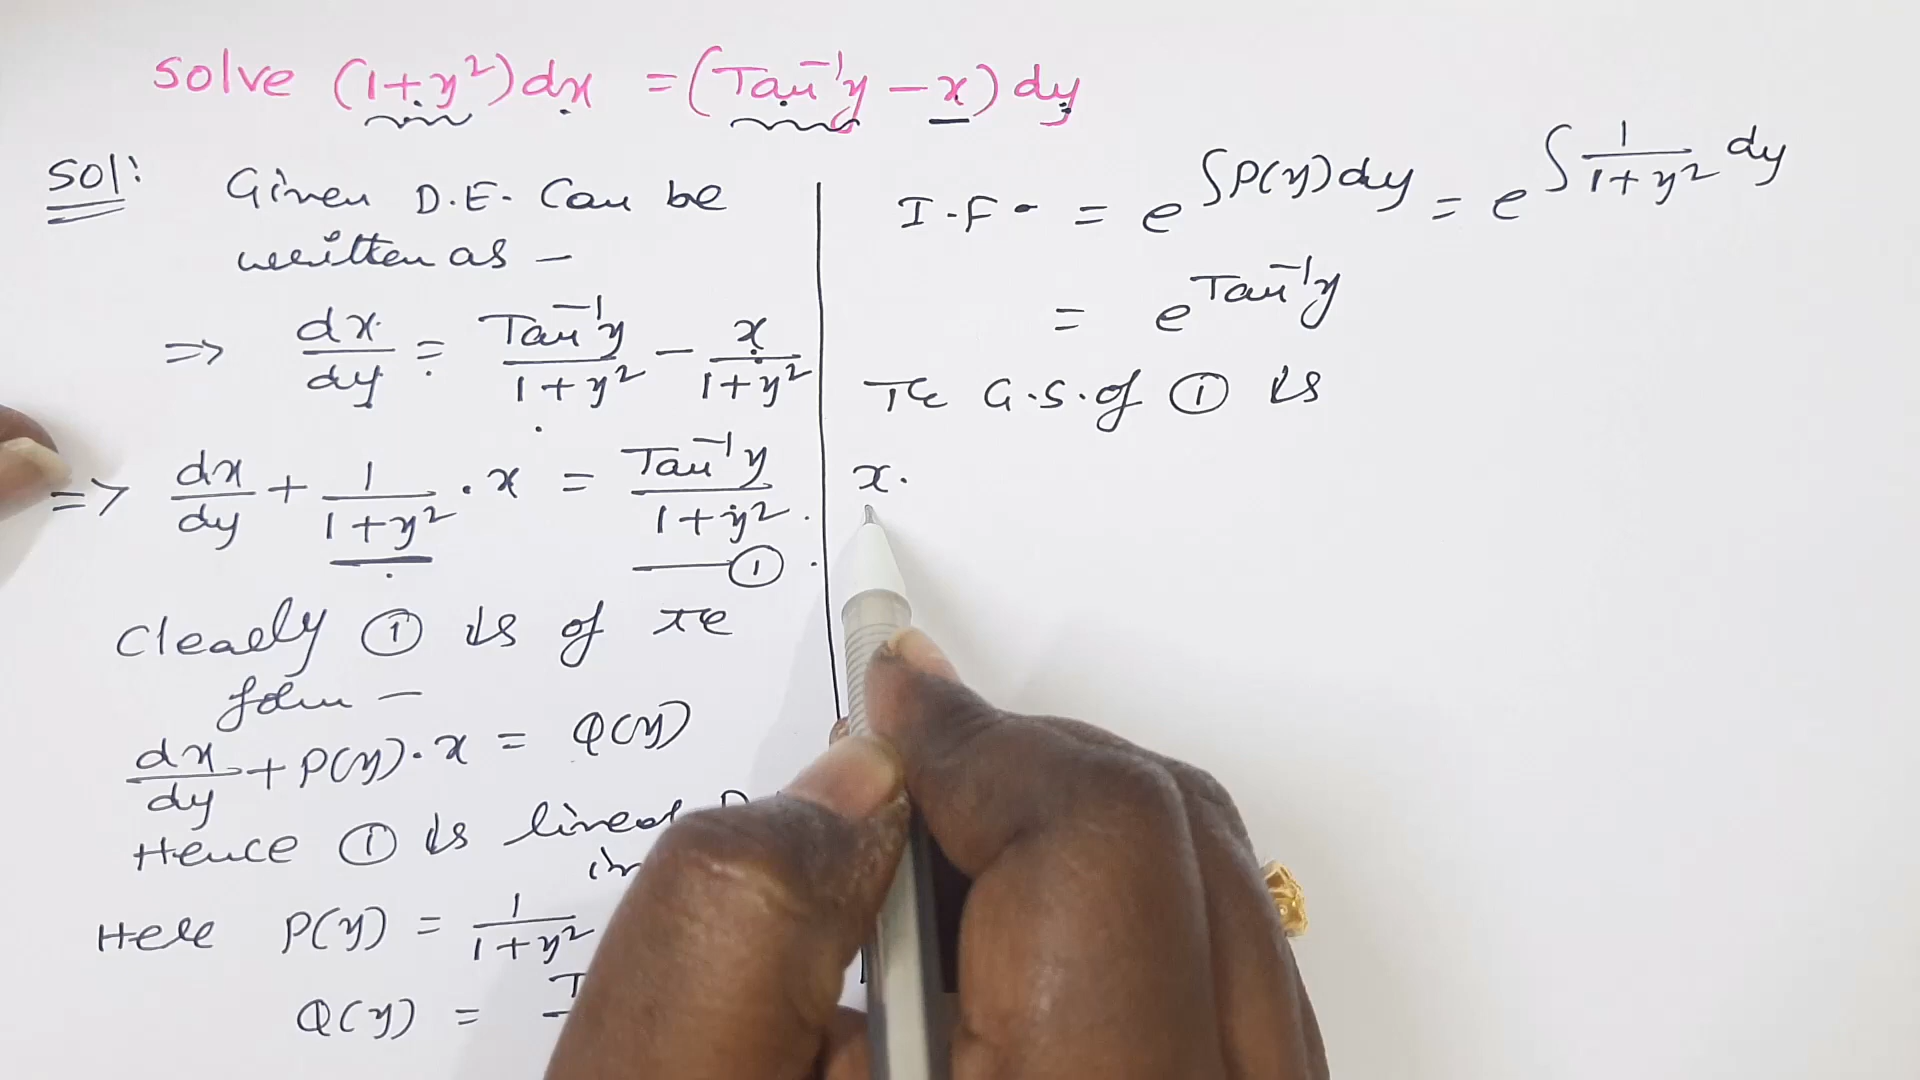 Solve (1+y²)dx = (Tan⁻¹y − x) dy
Sol:
Given D.E. Can be
written as —
=> dx/dy = Tan⁻¹y/1+y² − x/1+y²
=> dx/dy + 1/1+y² . x = Tan⁻¹y/1+y² . —①
Clearly ① is of the
form —
dx/dy + P(y)·x = Q(y)
Hence ① is linear
in
Here P(y) = 1/1+y²
Q(y) =
I.F. = e^∫P(y)dy = e^∫1/1+y² dy
= e^Tan⁻¹y
The G.S. of ① is
x.